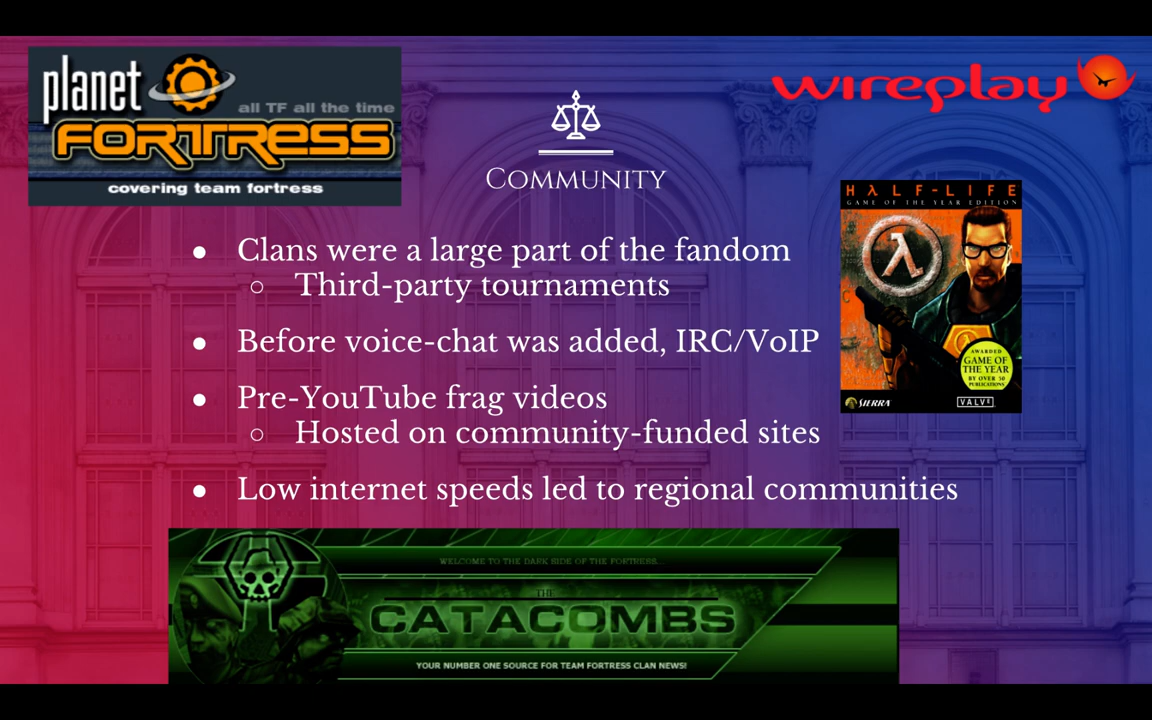 planet
all TF all the time
FORTRESS
covering team fortress
wireplay
COMMUNITY
HλLF-LIFE
GAME OF THE YEAR EDITION
● Clans were a large part of the fandom
○ Third-party tournaments
● Before voice-chat was added, IRC/VoIP
● Pre-YouTube frag videos
○ Hosted on community-funded sites
● Low internet speeds led to regional communities
λ
AWARDED
GAME OF
THE YEAR
BY OVER 50
PUBLICATIONS
SIERRA
VALVE
WELCOME TO THE DARK SIDE OF THE FORTRESS...
THE
CATACOMBS
YOUR NUMBER ONE SOURCE FOR TEAM FORTRESS CLAN NEWS!